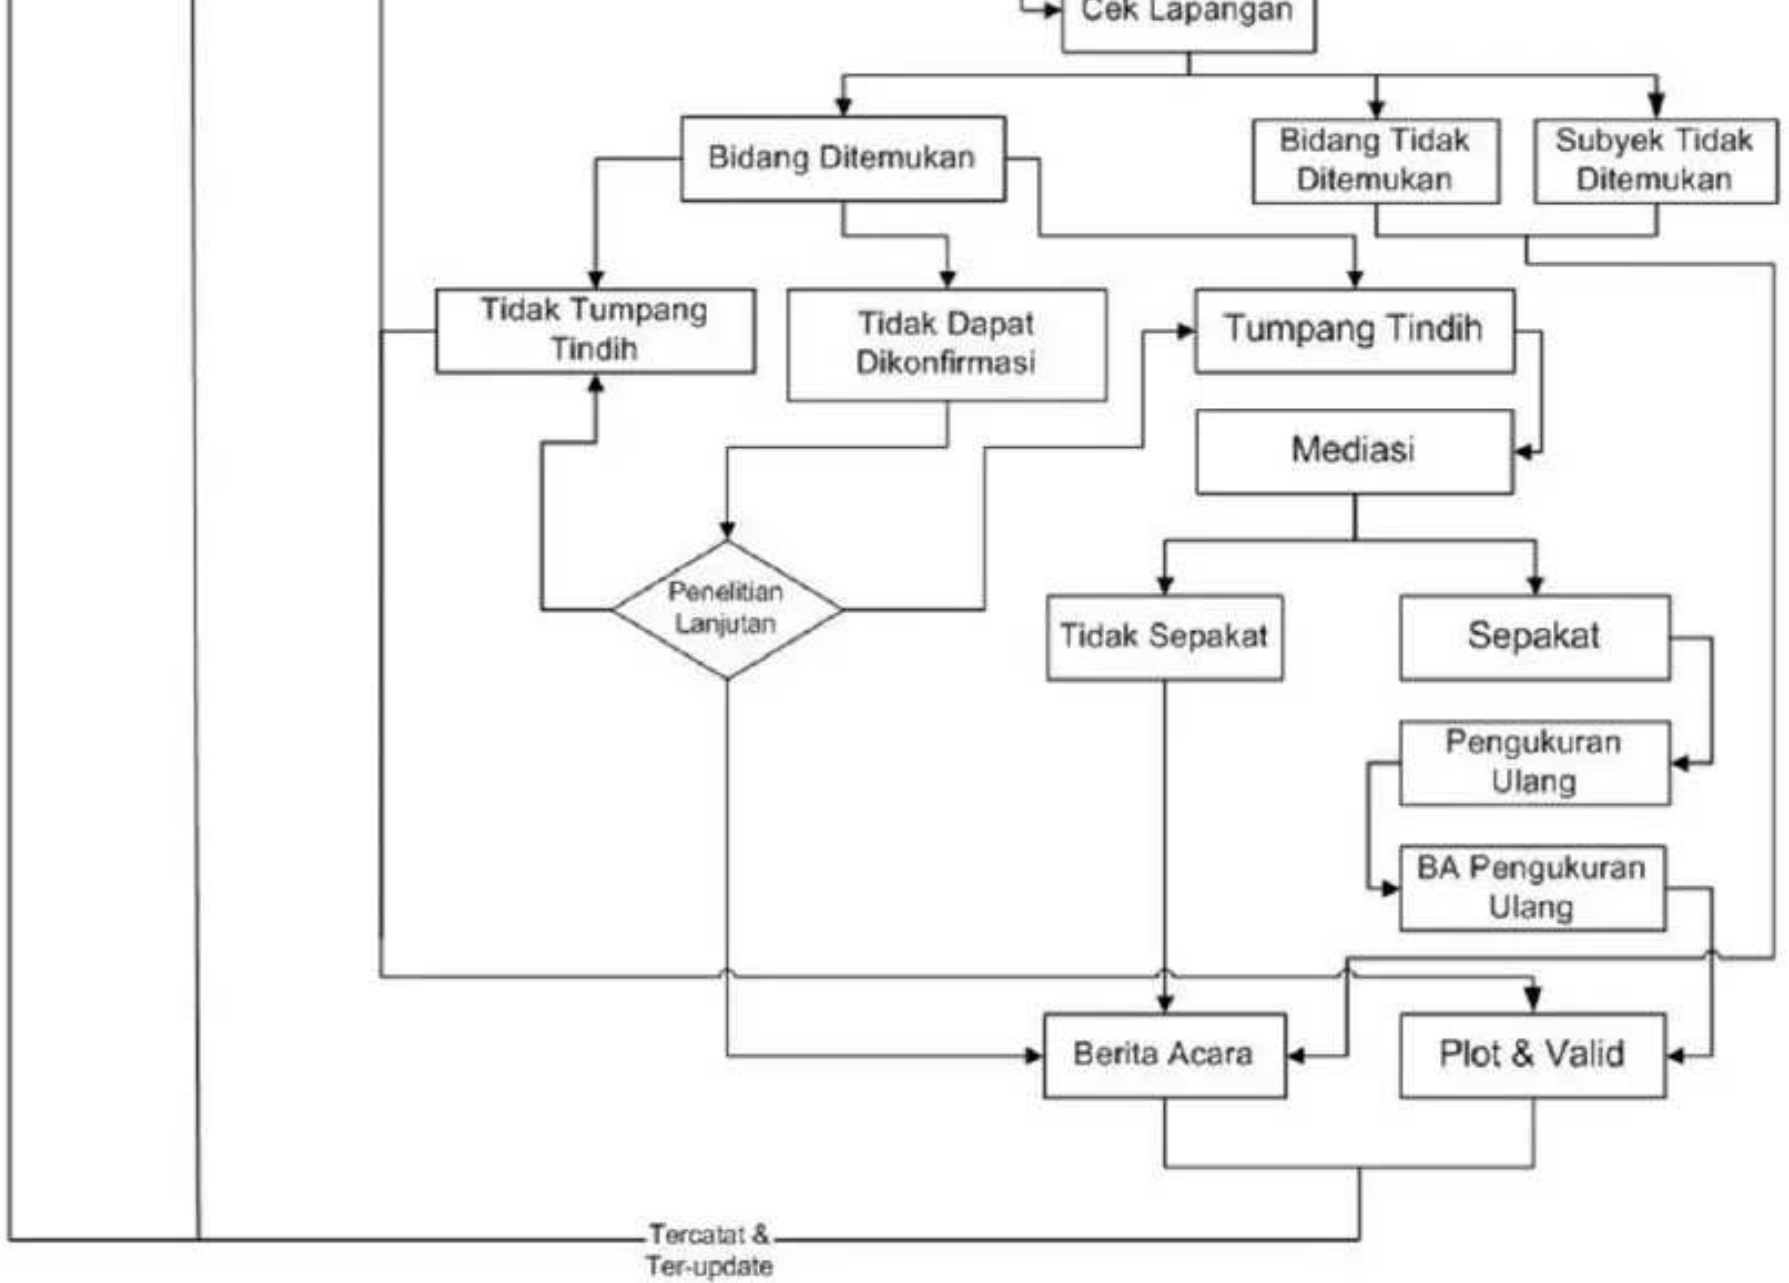 Cek Lapangan
Bidang Ditemukan
Bidang Tidak
Ditemukan
Subyek Tidak
Ditemukan
Tidak Tumpang
Tindih
Tidak Dapat
Dikonfirmasi
Tumpang Tindih
Mediasi
Penelitian
Lanjutan
Tidak Sepakat
Sepakat
Pengukuran
Ulang
BA Pengukuran
Ulang
Berita Acara
Plot & Valid
Tercatat &
Ter-update